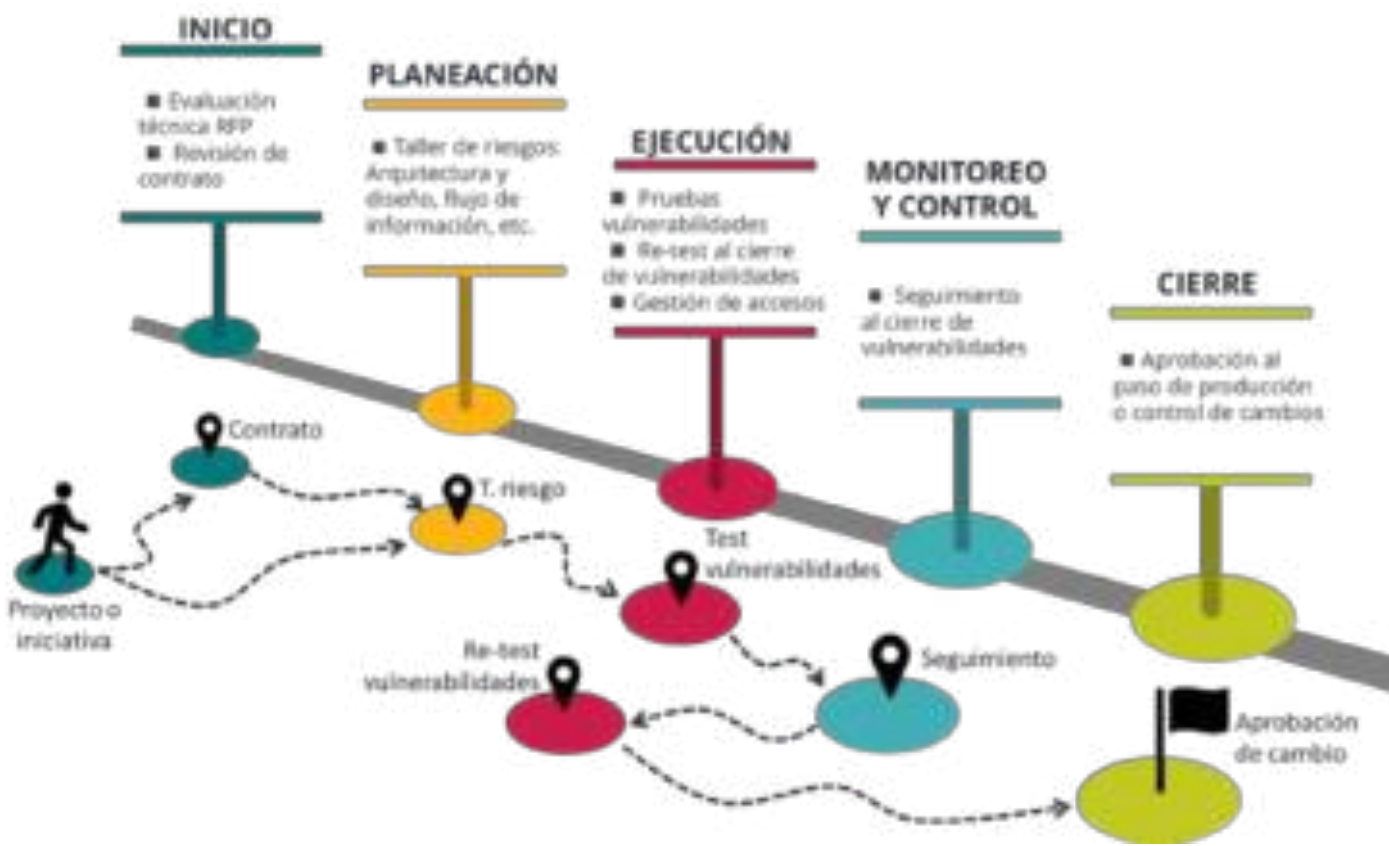 INICIO
■ Evaluación
técnica RFP
■ Revisión de
contrato
PLANEACIÓN
■ Taller de riesgos:
Arquitectura y
diseño, flujo de
información, etc.
EJECUCIÓN
■ Pruebas
vulnerabilidades
■ Re-test al cierre
de vulnerabilidades
■ Gestión de accesos
MONITOREO
Y CONTROL
■ Seguimiento
al cierre de
vulnerabilidades
CIERRE
■ Aprobación al
paso de producción
o control de cambios
Proyecto o
iniciativa
Contrato
T. riesgo
Test
vulnerabilidades
Seguimiento
Re-test
vulnerabilidades
Aprobación
de cambio